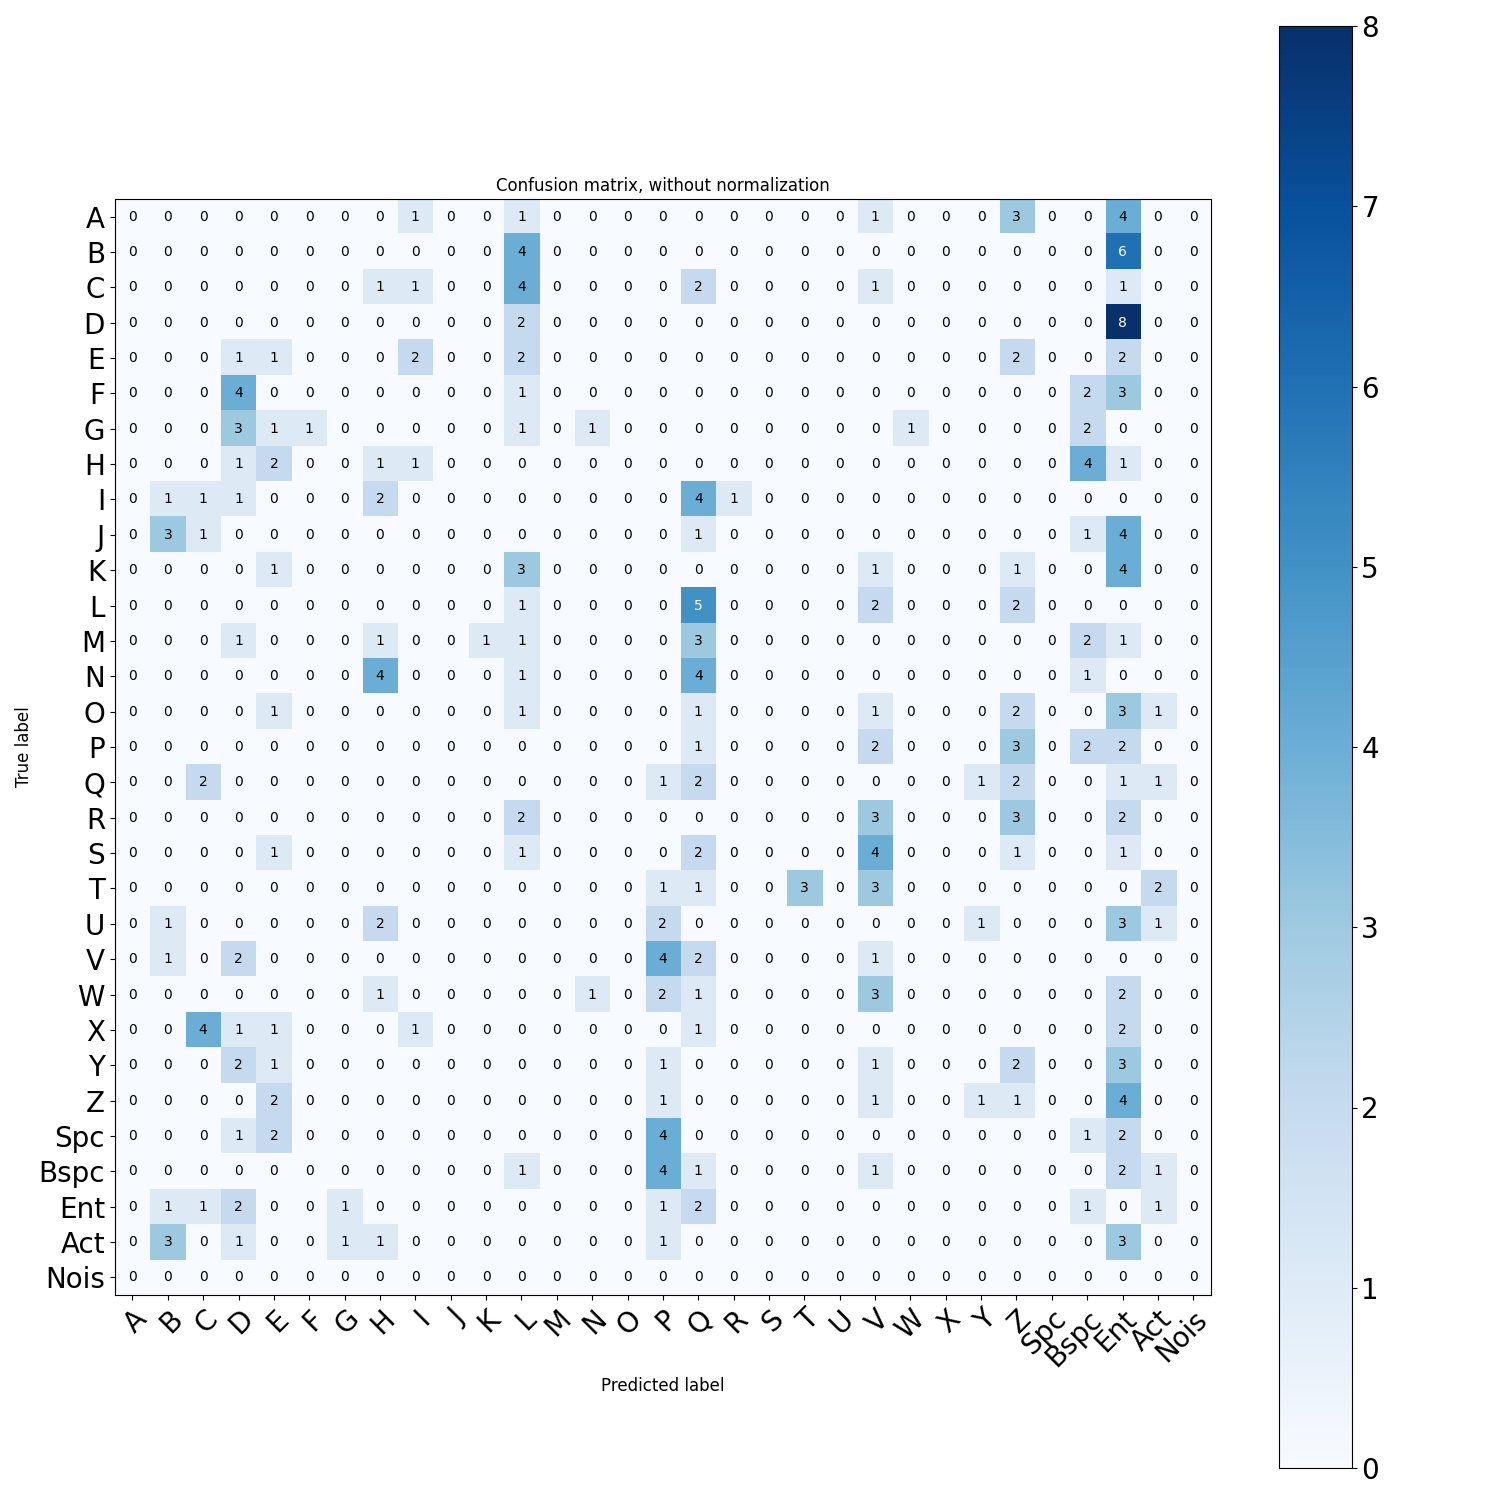 Confusion matrix, without normalization
A 0 0 0 0 0 0 0 0 1 0 0 1 0 0 0 0 0 0 0 0 0 1 0 0 0 3 0 0 4 0 0
B 0 0 0 0 0 0 0 0 0 0 0 4 0 0 0 0 0 0 0 0 0 0 0 0 0 0 0 0 6 0 0
C 0 0 0 0 0 0 0 1 1 0 0 4 0 0 0 0 2 0 0 0 0 1 0 0 0 0 0 0 1 0 0
D 0 0 0 0 0 0 0 0 0 0 0 2 0 0 0 0 0 0 0 0 0 0 0 0 0 0 0 0 8 0 0
E 0 0 0 1 1 0 0 0 2 0 0 2 0 0 0 0 0 0 0 0 0 0 0 0 0 2 0 0 2 0 0
F 0 0 0 4 0 0 0 0 0 0 0 1 0 0 0 0 0 0 0 0 0 0 0 0 0 0 0 2 3 0 0
G 0 0 0 3 1 1 0 0 0 0 0 1 0 1 0 0 0 0 0 0 0 0 1 0 0 0 0 2 0 0 0
H 0 0 0 1 2 0 0 1 1 0 0 0 0 0 0 0 0 0 0 0 0 0 0 0 0 0 0 4 1 0 0
I 0 1 1 1 0 0 0 2 0 0 0 0 0 0 0 0 4 1 0 0 0 0 0 0 0 0 0 0 0 0 0
J 0 3 1 0 0 0 0 0 0 0 0 0 0 0 0 0 1 0 0 0 0 0 0 0 0 0 0 1 4 0 0
K 0 0 0 0 1 0 0 0 0 0 0 3 0 0 0 0 0 0 0 0 0 1 0 0 0 1 0 0 4 0 0
L 0 0 0 0 0 0 0 0 0 0 0 1 0 0 0 0 5 0 0 0 0 2 0 0 0 2 0 0 0 0 0
M 0 0 0 1 0 0 0 1 0 0 1 1 0 0 0 0 3 0 0 0 0 0 0 0 0 0 0 2 1 0 0
N 0 0 0 0 0 0 0 4 0 0 0 1 0 0 0 0 4 0 0 0 0 0 0 0 0 0 0 1 0 0 0
O 0 0 0 0 1 0 0 0 0 0 0 1 0 0 0 0 1 0 0 0 0 1 0 0 0 2 0 0 3 1 0
P 0 0 0 0 0 0 0 0 0 0 0 0 0 0 0 0 1 0 0 0 0 2 0 0 0 3 0 2 2 0 0
Q 0 0 2 0 0 0 0 0 0 0 0 0 0 0 0 1 2 0 0 0 0 0 0 0 1 2 0 0 1 1 0
R 0 0 0 0 0 0 0 0 0 0 0 2 0 0 0 0 0 0 0 0 0 3 0 0 0 3 0 0 2 0 0
S 0 0 0 0 1 0 0 0 0 0 0 1 0 0 0 0 2 0 0 0 0 4 0 0 0 1 0 0 1 0 0
T 0 0 0 0 0 0 0 0 0 0 0 0 0 0 0 1 1 0 0 3 0 3 0 0 0 0 0 0 0 2 0
U 0 1 0 0 0 0 0 2 0 0 0 0 0 0 0 2 0 0 0 0 0 0 0 0 1 0 0 0 3 1 0
V 0 1 0 2 0 0 0 0 0 0 0 0 0 0 0 4 2 0 0 0 0 1 0 0 0 0 0 0 0 0 0
W 0 0 0 0 0 0 0 1 0 0 0 0 0 1 0 2 1 0 0 0 0 3 0 0 0 0 0 0 2 0 0
X 0 0 4 1 1 0 0 0 1 0 0 0 0 0 0 0 1 0 0 0 0 0 0 0 0 0 0 0 2 0 0
Y 0 0 0 2 1 0 0 0 0 0 0 0 0 0 0 1 0 0 0 0 0 1 0 0 0 2 0 0 3 0 0
Z 0 0 0 0 2 0 0 0 0 0 0 0 0 0 0 1 0 0 0 0 0 1 0 0 1 1 0 0 4 0 0
Spc 0 0 0 1 2 0 0 0 0 0 0 0 0 0 0 4 0 0 0 0 0 0 0 0 0 0 0 1 2 0 0
Bspc 0 0 0 0 0 0 0 0 0 0 0 1 0 0 0 4 1 0 0 0 0 1 0 0 0 0 0 0 2 1 0
Ent 0 1 1 2 0 0 1 0 0 0 0 0 0 0 0 1 2 0 0 0 0 0 0 0 0 0 0 1 0 1 0
Act 0 3 0 1 0 0 1 1 0 0 0 0 0 0 0 1 0 0 0 0 0 0 0 0 0 0 0 0 3 0 0
Nois 0 0 0 0 0 0 0 0 0 0 0 0 0 0 0 0 0 0 0 0 0 0 0 0 0 0 0 0 0 0 0
A B C D E F G H I J K L M N O P Q R S T U V W X Y Z Spc Bspc Ent Act Nois
Predicted label
True label
8
7
6
5
4
3
2
1
0